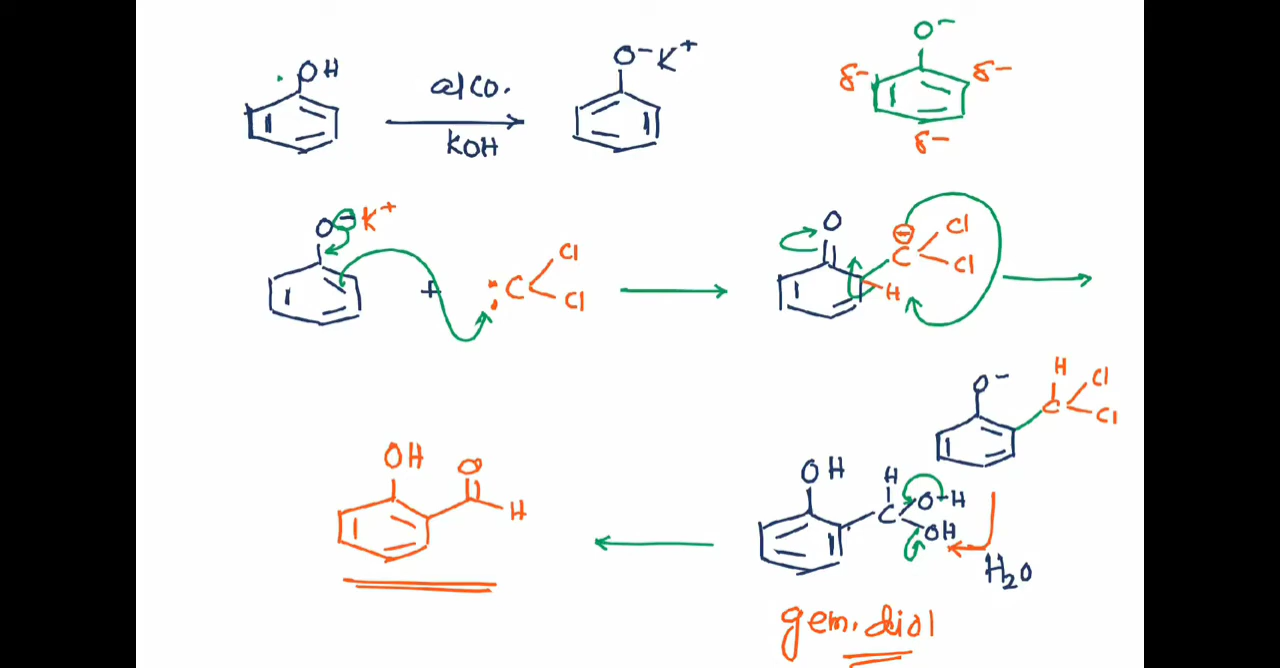 OH alco. KOH O⁻K⁺ O⁻ δ⁻ δ⁻ δ⁻
O⁻K⁺ + :C Cl Cl O C⊖ Cl Cl H
O⁻ H C Cl Cl
OH O H OH H C O-H OH H₂O
gem. diol